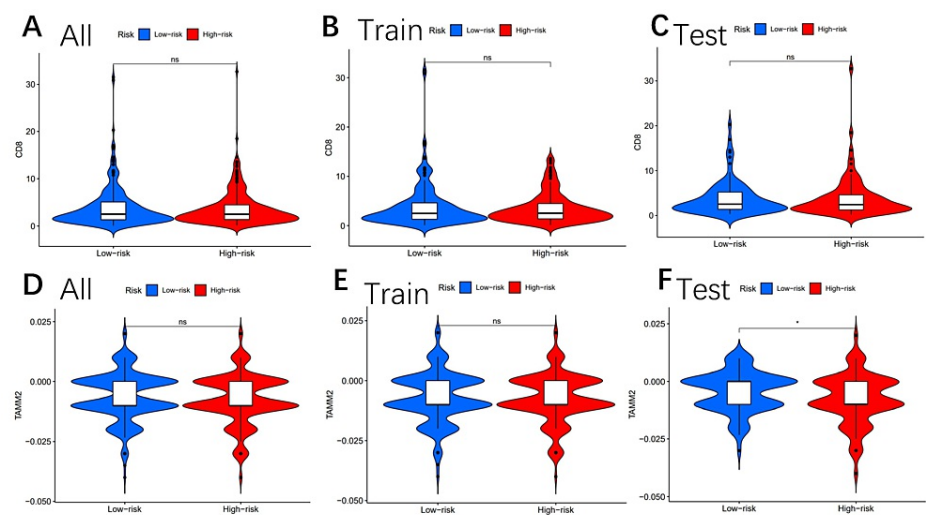 A All Risk Low-risk High-risk
ns
30
20
10
0
CD8
Low-risk High-risk
B Train Risk Low-risk High-risk
ns
30
20
10
0
CD8
Low-risk High-risk
C Test Risk Low-risk High-risk
ns
30
20
10
0
CD8
Low-risk High-risk
D All Risk Low-risk High-risk
ns
0.025
0.000
-0.025
-0.050
TAMM2
Low-risk High-risk
E Train Risk Low-risk High-risk
ns
0.025
0.000
-0.025
-0.050
TAMM2
Low-risk High-risk
F Test Risk Low-risk High-risk
*
0.025
0.000
-0.025
-0.050
TAMM2
Low-risk High-risk